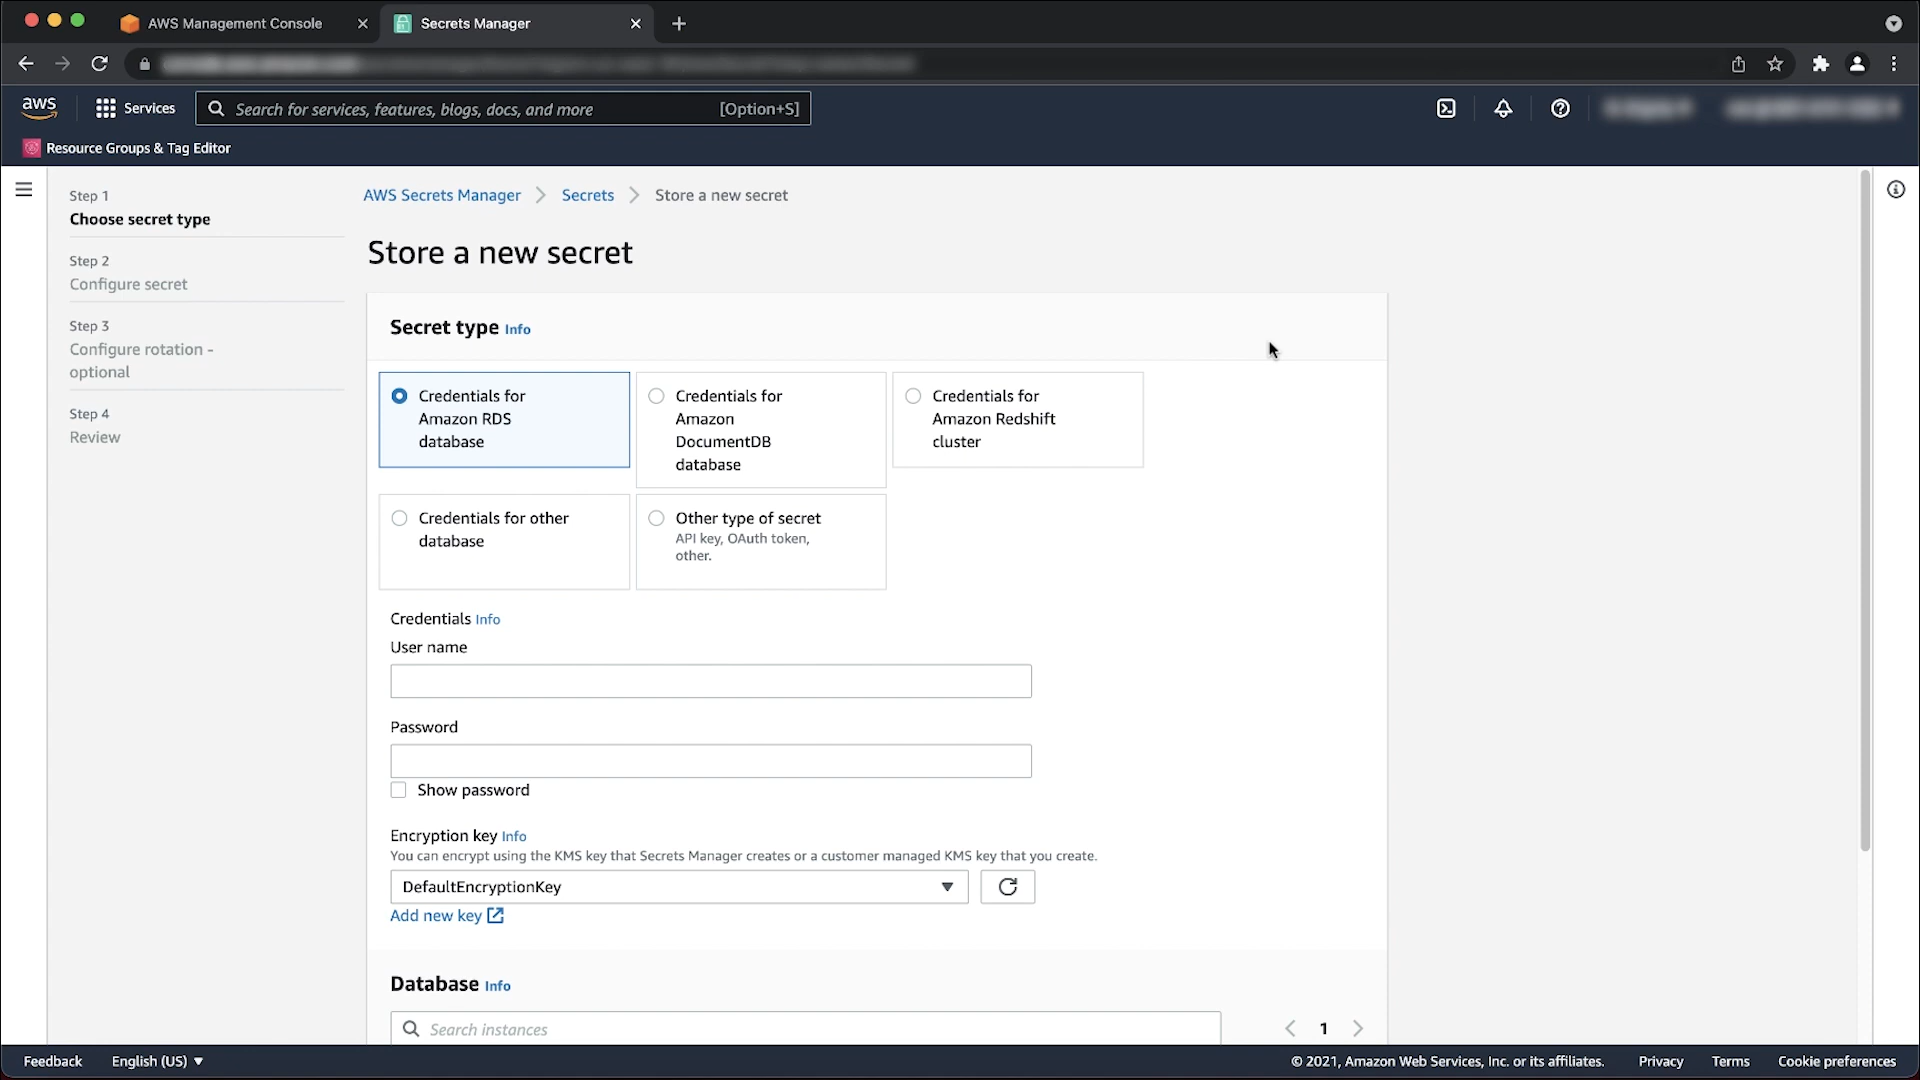 AWS Management Console
Secrets Manager
aws
Services
Search for services, features, blogs, docs, and more
[Option+S]
Resource Groups & Tag Editor
Step 1
Choose secret type
Step 2
Configure secret
Step 3
Configure rotation -
optional
Step 4
Review
AWS Secrets Manager
Secrets
Store a new secret
Store a new secret
Secret type Info
Credentials for
Amazon RDS
database
Credentials for
Amazon
DocumentDB
database
Credentials for
Amazon Redshift
cluster
Credentials for other
database
Other type of secret
API key, OAuth token,
other.
Credentials Info
User name
Password
Show password
Encryption key Info
You can encrypt using the KMS key that Secrets Manager creates or a customer managed KMS key that you create.
DefaultEncryptionKey
Add new key
Database Info
Search instances
1
Feedback
English (US)
© 2021, Amazon Web Services, Inc. or its affiliates.
Privacy
Terms
Cookie preferences